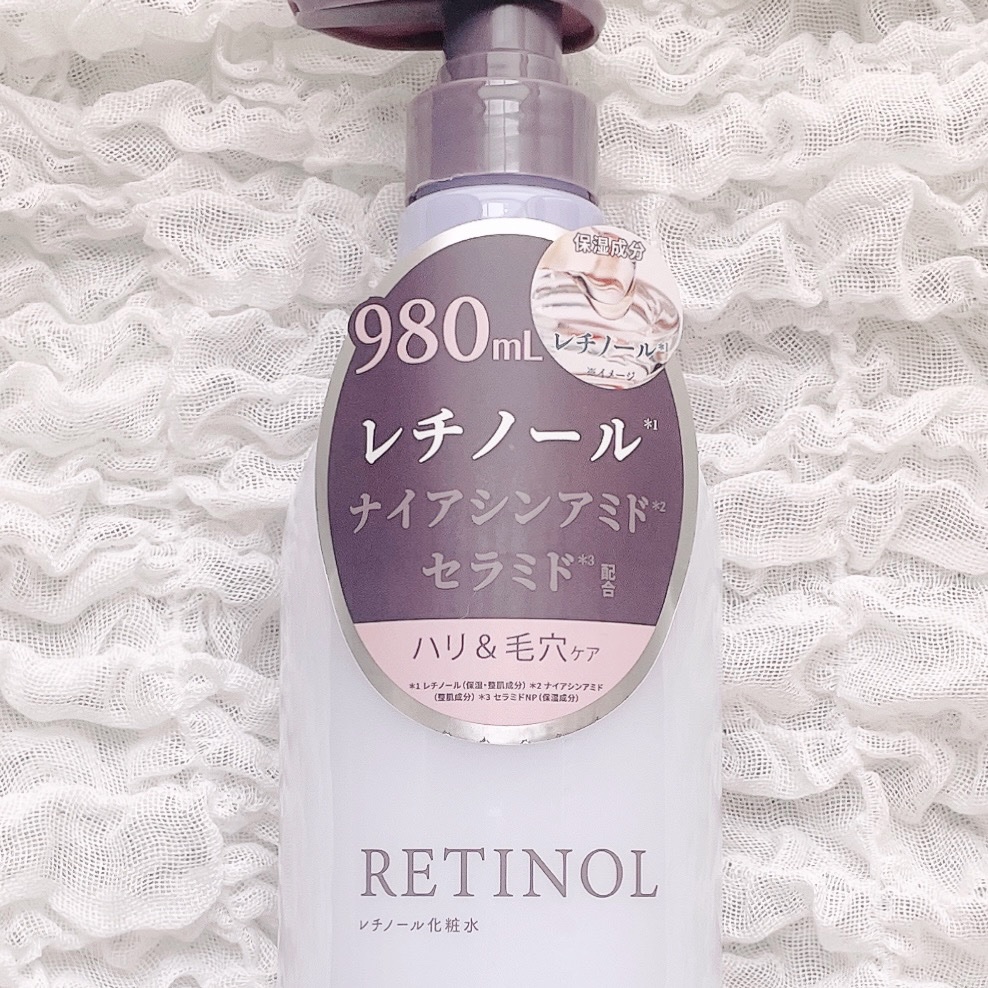 保湿成分
レチノール*1
※イメージ
980mL
レチノール*1
ナイアシンアミド*2
セラミド*3 配合
ハリ&毛穴ケア
*1 レチノール(保湿・整肌成分) *2 ナイアシンアミド
(整肌成分) *3 セラミドNP(保湿成分)
RETINOL
レチノール化粧水